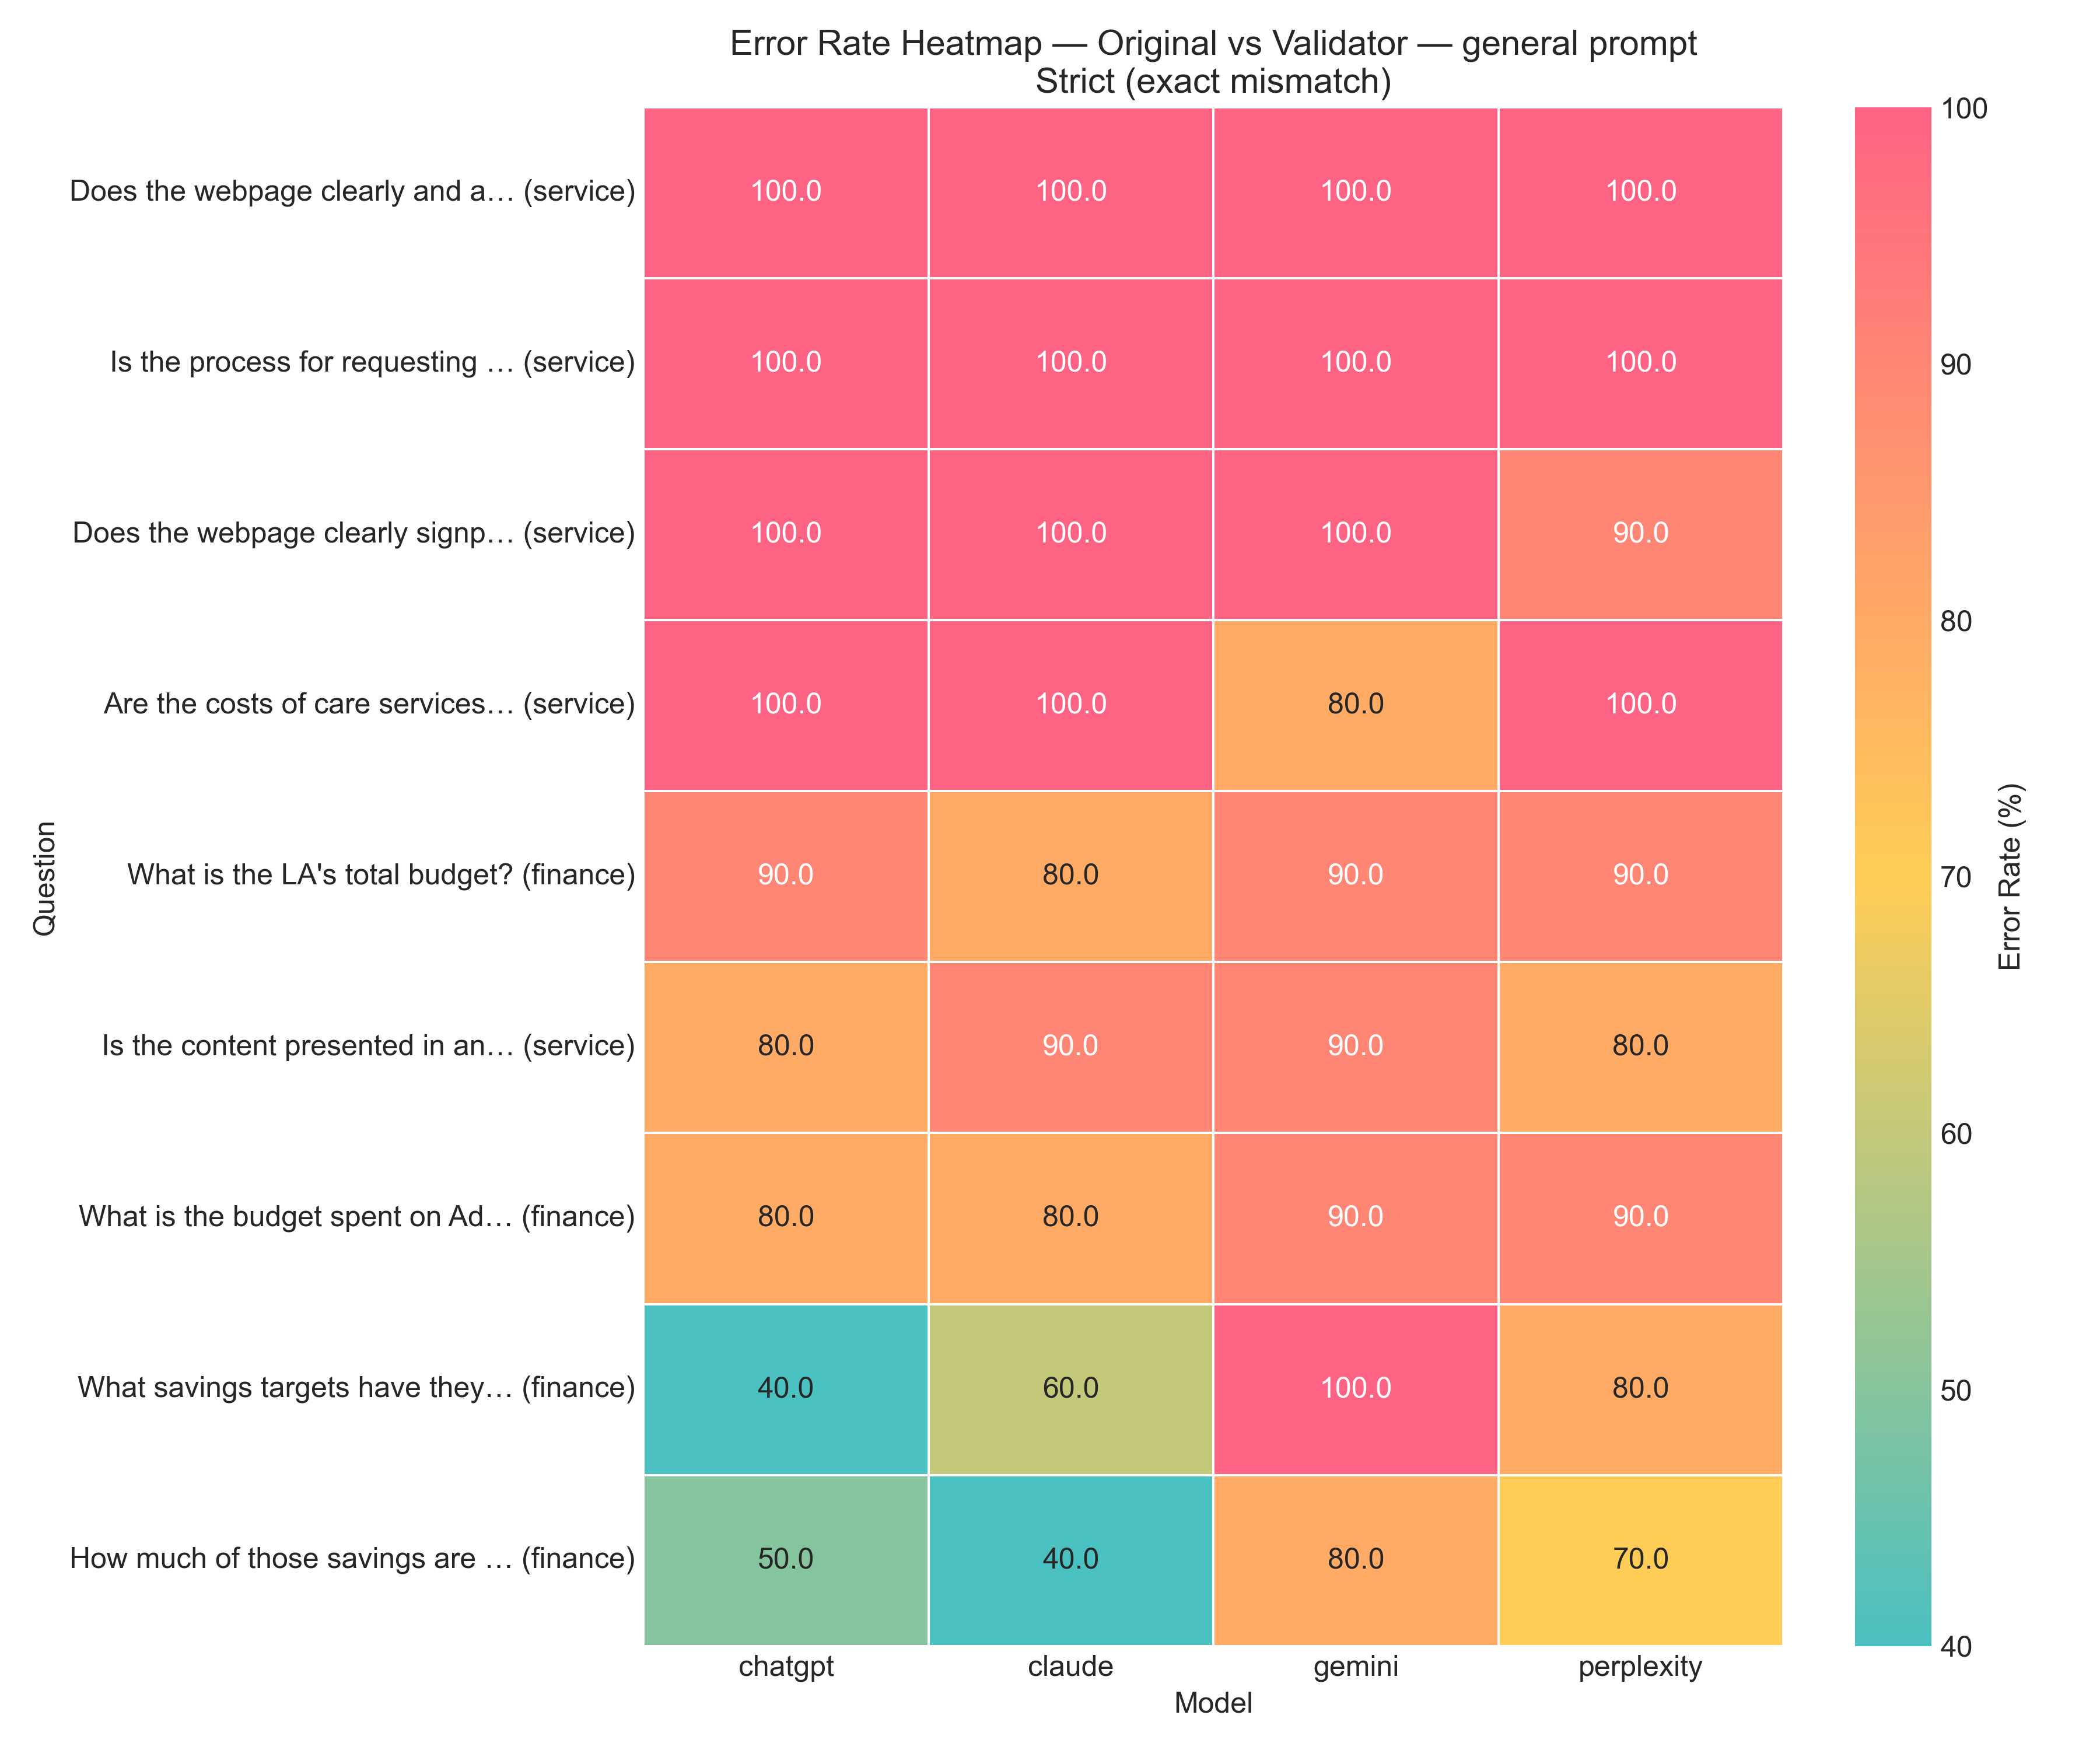 Error Rate Heatmap — Original vs Validator — general prompt
Strict (exact mismatch)
Does the webpage clearly and a… (service) 100.0 100.0 100.0 100.0
Is the process for requesting … (service) 100.0 100.0 100.0 100.0
Does the webpage clearly signp… (service) 100.0 100.0 100.0 90.0
Are the costs of care services… (service) 100.0 100.0 80.0 100.0
What is the LA's total budget? (finance) 90.0 80.0 90.0 90.0
Is the content presented in an… (service) 80.0 90.0 90.0 80.0
What is the budget spent on Ad… (finance) 80.0 80.0 90.0 90.0
What savings targets have they… (finance) 40.0 60.0 100.0 80.0
How much of those savings are … (finance) 50.0 40.0 80.0 70.0
chatgpt claude gemini perplexity
Model
Question
100
90
80
70
60
50
40
Error Rate (%)